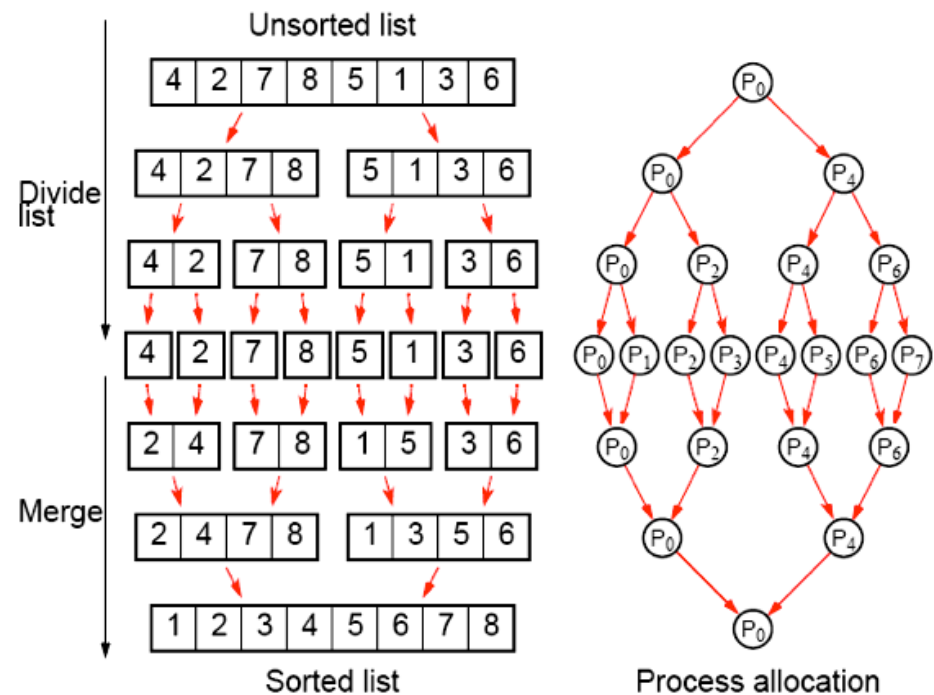 Unsorted list
4 2 7 8 5 1 3 6
4 2 7 8 5 1 3 6
4 2 7 8 5 1 3 6
4 2 7 8 5 1 3 6
2 4 7 8 1 5 3 6
2 4 7 8 1 3 5 6
1 2 3 4 5 6 7 8
Sorted list
Divide
list
Merge
P0
P0 P4
P0 P2 P4 P6
P0 P1 P2 P3 P4 P5 P6 P7
P0 P2 P4 P6
P0 P4
P0
Process allocation